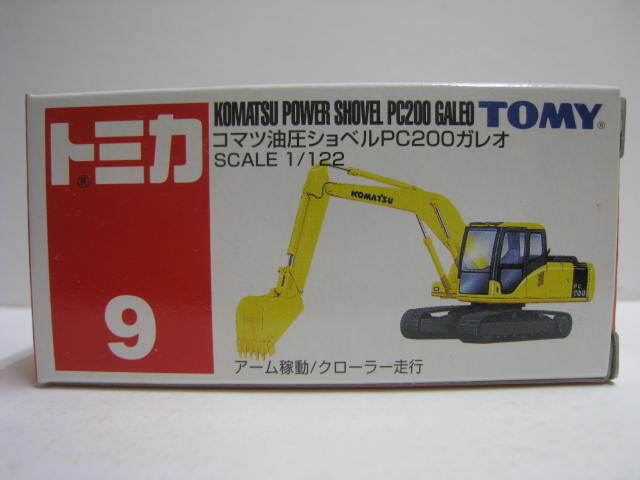 トミカ®
9
KOMATSU POWER SHOVEL PC200 GALEO
TOMY®
コマツ油圧ショベルPC200ガレオ
SCALE 1/122
KOMATSU
PC
200
アーム稼動/クローラー走行